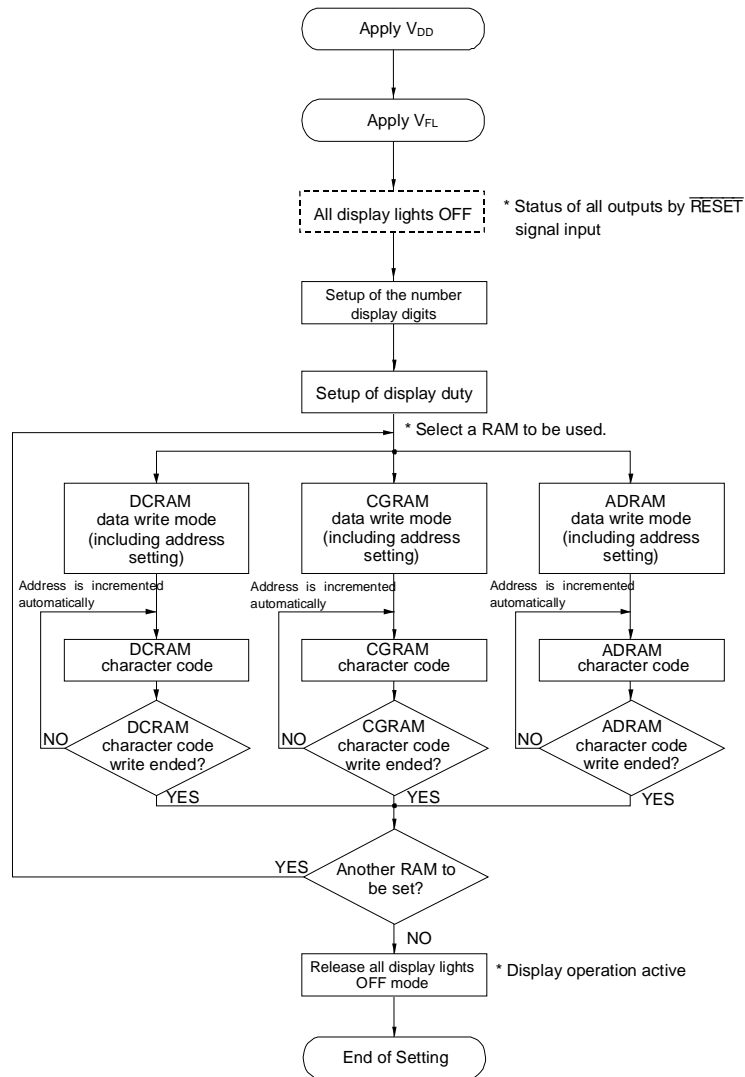 Apply VDD
Apply VFL
All display lights OFF
* Status of all outputs by RESET
signal input
Setup of the number
display digits
Setup of display duty
* Select a RAM to be used.
DCRAM
data write mode
(including address
setting)
CGRAM
data write mode
(including address
setting)
ADRAM
data write mode
(including address
setting)
Address is incremented
automatically
Address is incremented
automatically
Address is incremented
automatically
DCRAM
character code
CGRAM
character code
ADRAM
character code
NO
DCRAM
character code
write ended?
YES
NO
CGRAM
character code
write ended?
YES
NO
ADRAM
character code
write ended?
YES
YES
Another RAM to
be set?
NO
Release all display lights
OFF mode
* Display operation active
End of Setting